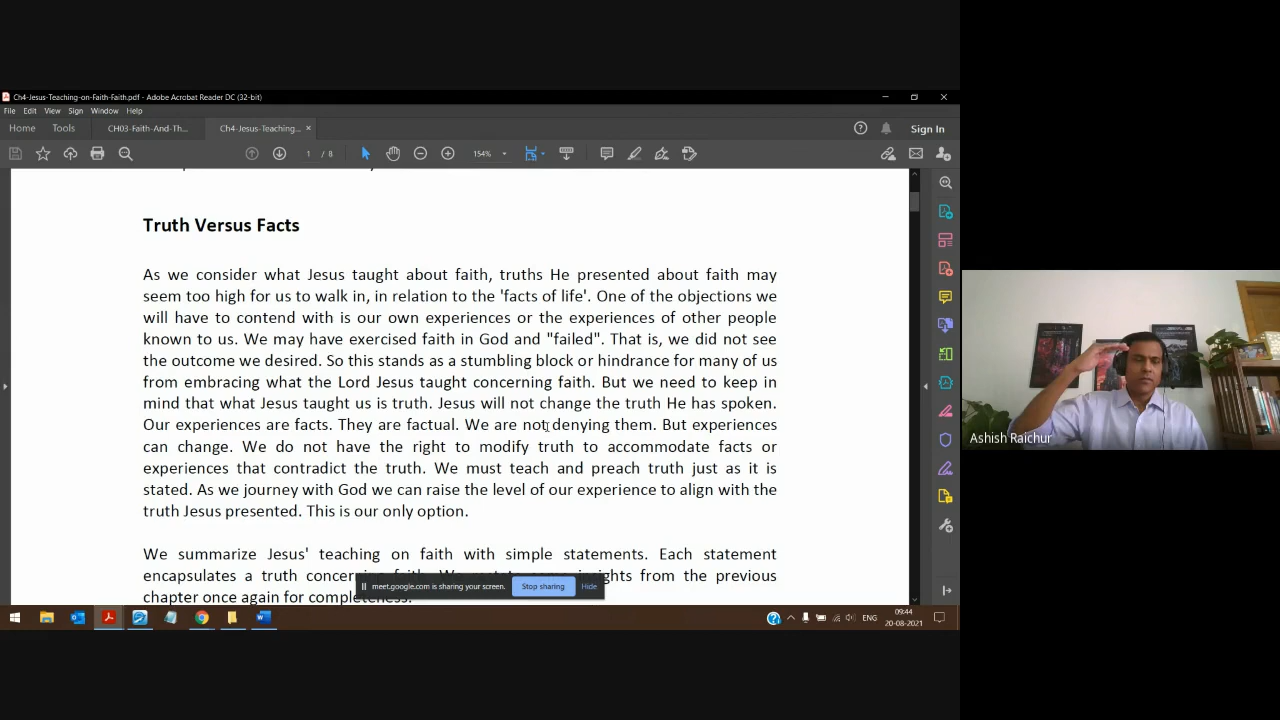 Ch4-Jesus-Teaching-on-Faith-Faith.pdf - Adobe Acrobat Reader DC (32-bit)
File Edit View Sign Window Help
Home Tools CH03-Faith-And-Th... Ch4-Jesus-Teaching... × Sign In
1 / 8 154%
Truth Versus Facts
As we consider what Jesus taught about faith, truths He presented about faith may
seem too high for us to walk in, in relation to the 'facts of life'. One of the objections we
will have to contend with is our own experiences or the experiences of other people
known to us. We may have exercised faith in God and "failed". That is, we did not see
the outcome we desired. So this stands as a stumbling block or hindrance for many of us
from embracing what the Lord Jesus taught concerning faith. But we need to keep in
mind that what Jesus taught us is truth. Jesus will not change the truth He has spoken.
Our experiences are facts. They are factual. We are not denying them. But experiences
can change. We do not have the right to modify truth to accommodate facts or
experiences that contradict the truth. We must teach and preach truth just as it is
stated. As we journey with God we can raise the level of our experience to align with the
truth Jesus presented. This is our only option.
We summarize Jesus' teaching on faith with simple statements. Each statement
encapsulates a truth insights from the previous
chapter once again for completeness.
meet.google.com is sharing your screen. Stop sharing Hide
Ashish Raichur
ENG
09:44
20-08-2021